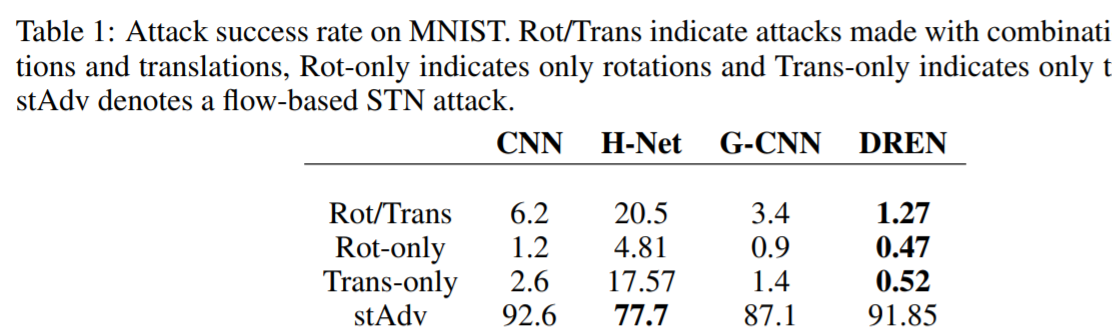 Table 1: Attack success rate on MNIST. Rot/Trans indicate attacks made with combinati
tions and translations, Rot-only indicates only rotations and Trans-only indicates only t
stAdv denotes a flow-based STN attack.
CNN H-Net G-CNN DREN
Rot/Trans 6.2 20.5 3.4 1.27
Rot-only 1.2 4.81 0.9 0.47
Trans-only 2.6 17.57 1.4 0.52
stAdv 92.6 77.7 87.1 91.85